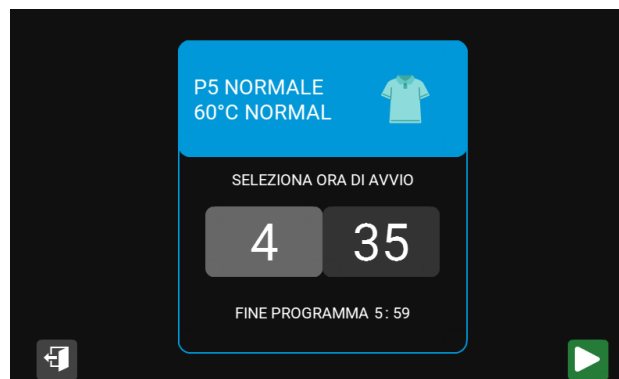 P5 NORMALE
60°C NORMAL
SELEZIONA ORA DI AVVIO
4 35
FINE PROGRAMMA 5:59